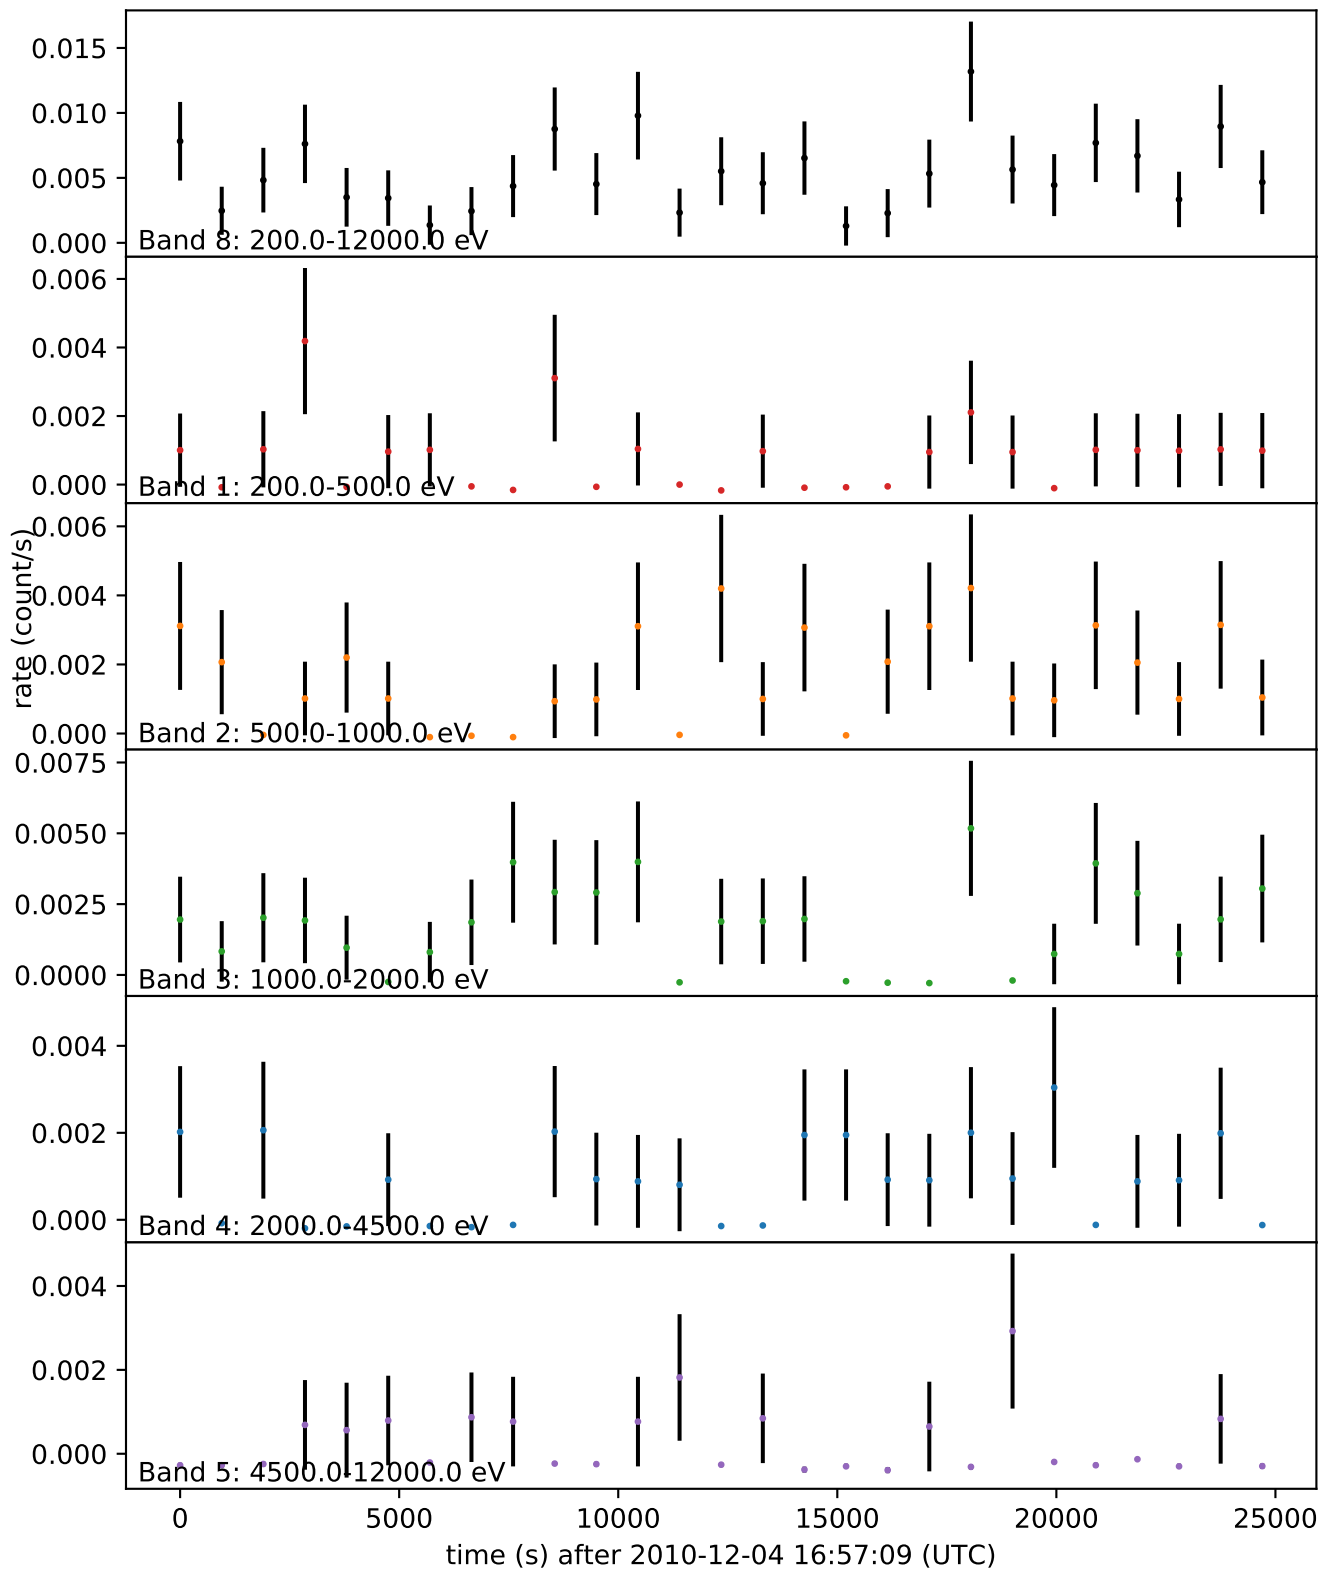 0.015
0.010
0.005
0.000
Band 8: 200.0-12000.0 eV
0.006
0.004
0.002
0.000
Band 1: 200.0-500.0 eV
rate (count/s)
0.006
0.004
0.002
0.000
Band 2: 500.0-1000.0 eV
0.0075
0.0050
0.0025
0.0000
Band 3: 1000.0-2000.0 eV
0.004
0.002
0.000
Band 4: 2000.0-4500.0 eV
0.004
0.002
0.000
Band 5: 4500.0-12000.0 eV
0 5000 10000 15000 20000 25000
time (s) after 2010-12-04 16:57:09 (UTC)